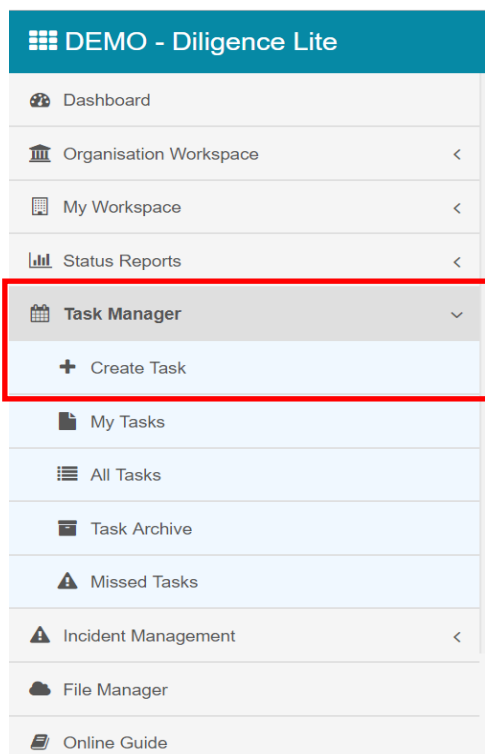 DEMO - Diligence Lite
Dashboard
Organisation Workspace
My Workspace
Status Reports
Task Manager
Create Task
My Tasks
All Tasks
Task Archive
Missed Tasks
Incident Management
File Manager
Online Guide